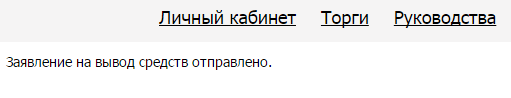 Личный кабинет Торги Руководства
Заявление на вывод средств отправлено.